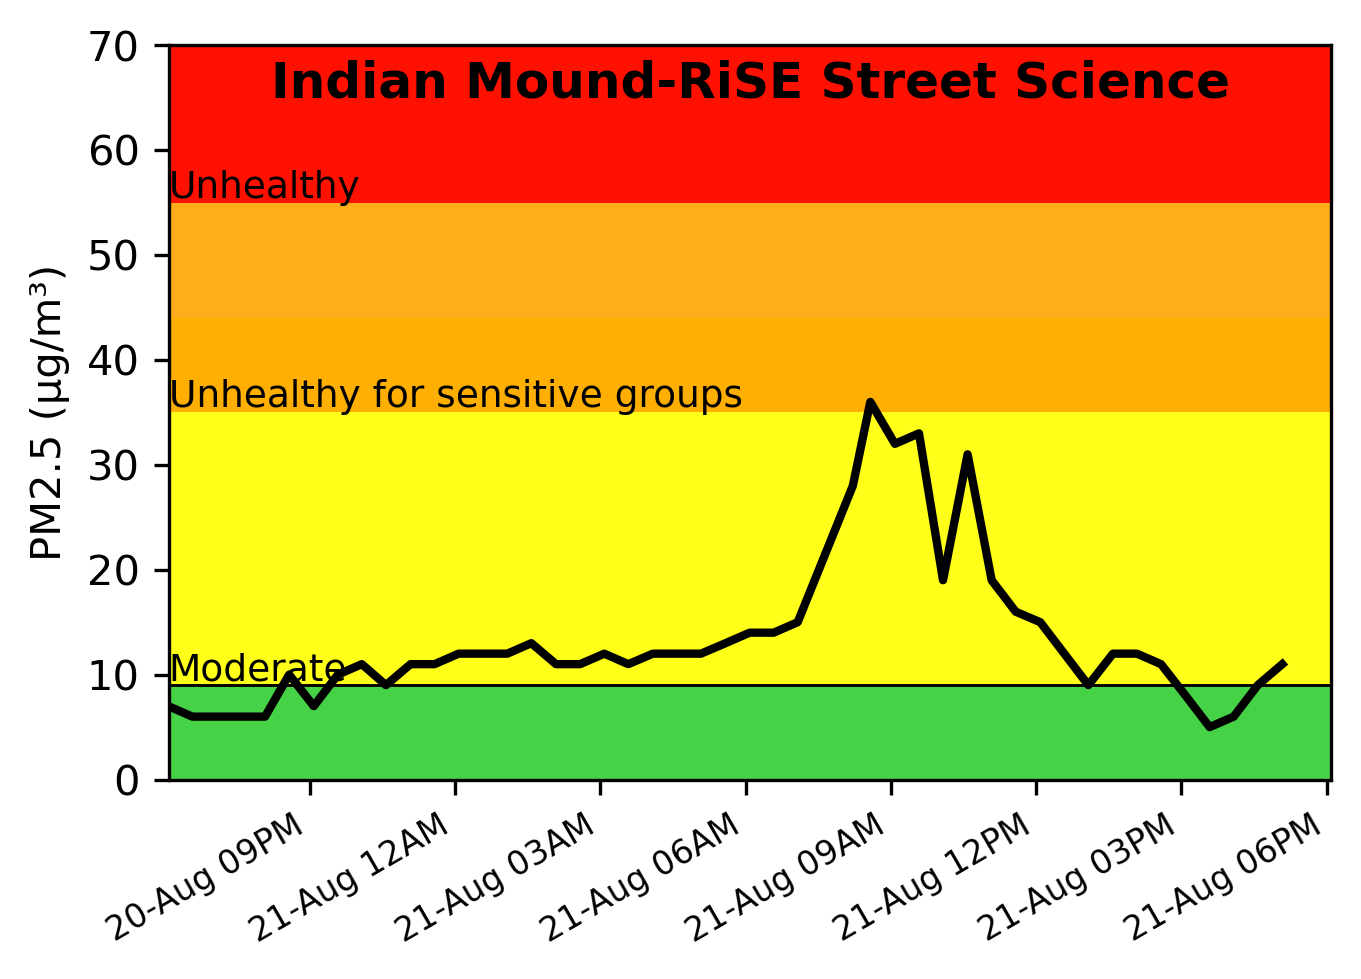 Indian Mound-RiSE Street Science
PM2.5 (µg/m³)
70
60
50
40
30
20
10
0
Unhealthy
Unhealthy for sensitive groups
Moderate
20-Aug 09PM
21-Aug 12AM
21-Aug 03AM
21-Aug 06AM
21-Aug 09AM
21-Aug 12PM
21-Aug 03PM
21-Aug 06PM